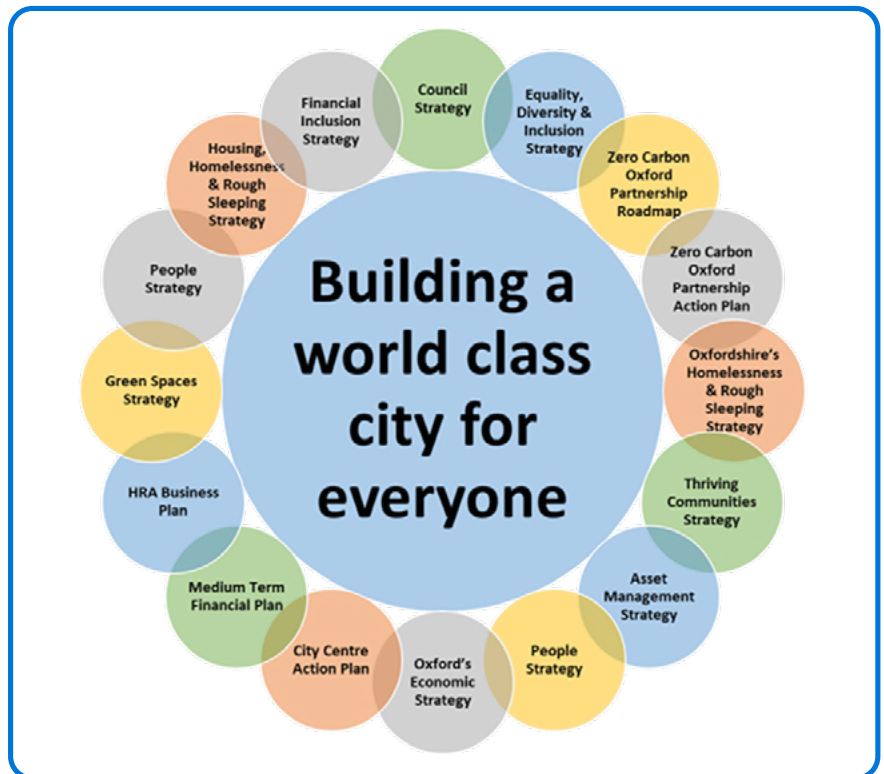 Council
Strategy
Equality,
Diversity &
Inclusion
Strategy
Zero Carbon
Oxford
Partnership
Roadmap
Zero Carbon
Oxford
Partnership
Action Plan
Oxfordshire's
Homelessness
& Rough
Sleeping
Strategy
Thriving
Communities
Strategy
Asset
Management
Strategy
People
Strategy
Oxford's
Economic
Strategy
City Centre
Action Plan
Medium Term
Financial Plan
HRA Business
Plan
Green Spaces
Strategy
People
Strategy
Housing,
Homelessness
& Rough
Sleeping
Strategy
Financial
Inclusion
Strategy
Building a
world class
city for
everyone